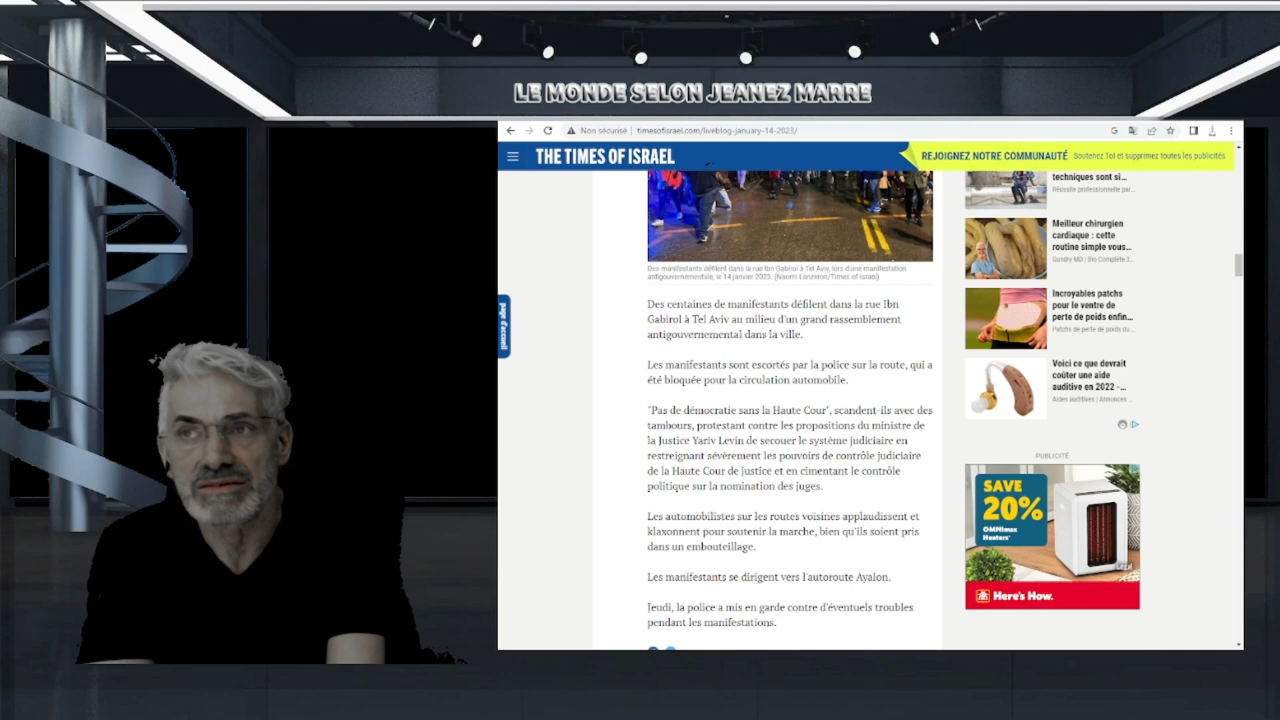 LE MONDE SELON JEANEZ MARRE
Non sécurisé | timesofisrael.com/liveblog-january-14-2023/
THE TIMES OF ISRAEL
REJOIGNEZ NOTRE COMMUNAUTÉ Soutenez ToI et supprimez toutes les publicités
page d'accueil
Des manifestants défilent dans la rue Ibn Gabirol à Tel Aviv, lors d'une manifestation
antigouvernementale, le 14 janvier 2023. (Naomi Lanzkron/Times of Israel)
Des centaines de manifestants défilent dans la rue Ibn
Gabirol à Tel Aviv au milieu d'un grand rassemblement
antigouvernemental dans la ville.
Les manifestants sont escortés par la police sur la route, qui a
été bloquée pour la circulation automobile.
"Pas de démocratie sans la Haute Cour", scandent-ils avec des
tambours, protestant contre les propositions du ministre de
la Justice Yariv Levin de secouer le système judiciaire en
restreignant sévèrement les pouvoirs de contrôle judiciaire
de la Haute Cour de justice et en cimentant le contrôle
politique sur la nomination des juges.
Les automobilistes sur les routes voisines applaudissent et
klaxonnent pour soutenir la marche, bien qu'ils soient pris
dans un embouteillage.
Les manifestants se dirigent vers l'autoroute Ayalon.
Jeudi, la police a mis en garde contre d'éventuels troubles
pendant les manifestations.
techniques sont si...
Réussite professionnelle par...
Meilleur chirurgien
cardiaque : cette
routine simple vous...
Gundry MD | Bio Complète 3...
Incroyables patchs
pour le ventre de
perte de poids enfin...
Patchs de perte de poids du ...
Voici ce que devrait
coûter une aide
auditive en 2022 -...
Aides auditives | Annonces ...
PUBLICITÉ
SAVE
20%
OMNImax
Heaters*
Legal
Here's How.